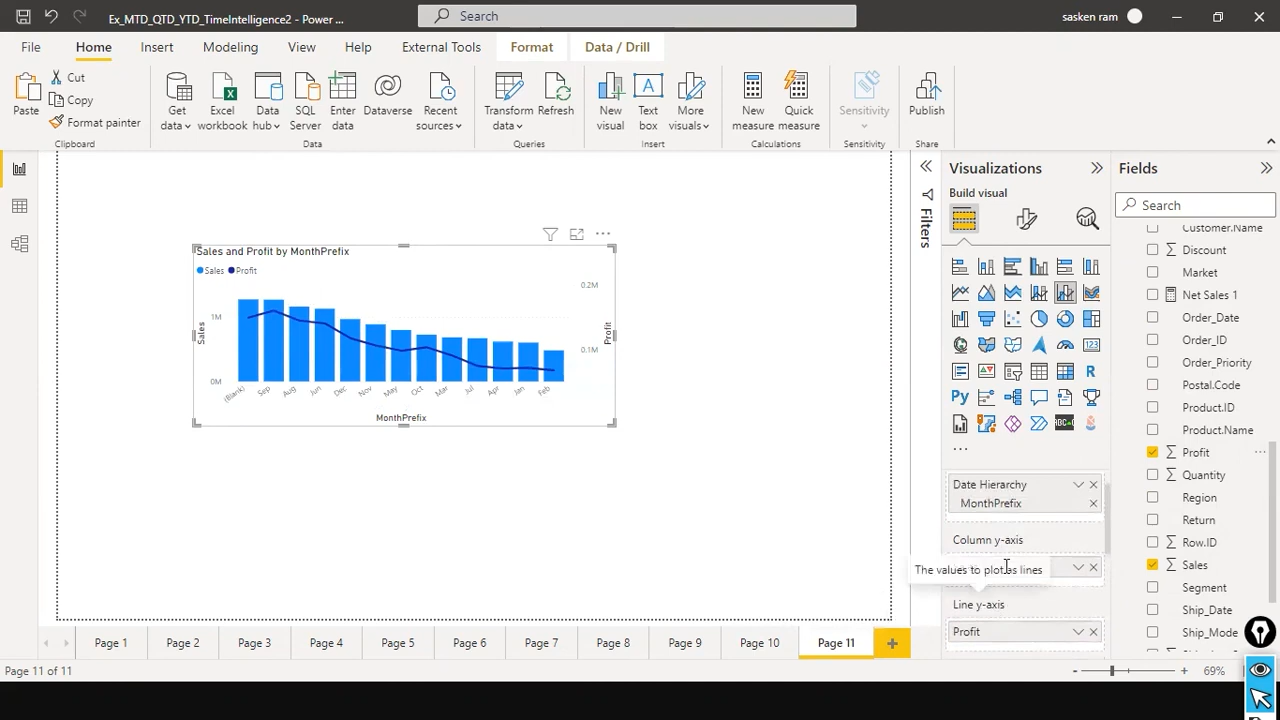 Ex_MTD_QTD_YTD_TimeIntelligence2 - Power ...
Search
sasken ram
File
Home
Insert
Modeling
View
Help
External Tools
Format
Data / Drill
Paste
Cut
Copy
Format painter
Get data
Excel workbook
Data hub
SQL Server
Enter data
Dataverse
Recent sources
Transform data
Refresh
New visual
Text box
More visuals
New measure
Quick measure
Sensitivity
Publish
Clipboard
Data
Queries
Insert
Calculations
Sensitivity
Share
Sales and Profit by MonthPrefix
Sales
Profit
1M
0M
Sales
0.2M
0.1M
Profit
(Blank)
Sep
Aug
Jun
Dec
Nov
May
Oct
Mar
Jul
Apr
Jan
Feb
MonthPrefix
Filters
Visualizations
Build visual
123
R
Py
Date Hierarchy
MonthPrefix
Column y-axis
The values to plot as lines
Line y-axis
Profit
Fields
Search
Customer.Name
Discount
Market
Net Sales 1
Order_Date
Order_ID
Order_Priority
Postal.Code
Product.ID
Product.Name
Profit
Quantity
Region
Return
Row.ID
Sales
Segment
Ship_Date
Ship_Mode
Page 1
Page 2
Page 3
Page 4
Page 5
Page 6
Page 7
Page 8
Page 9
Page 10
Page 11
Page 11 of 11
69%